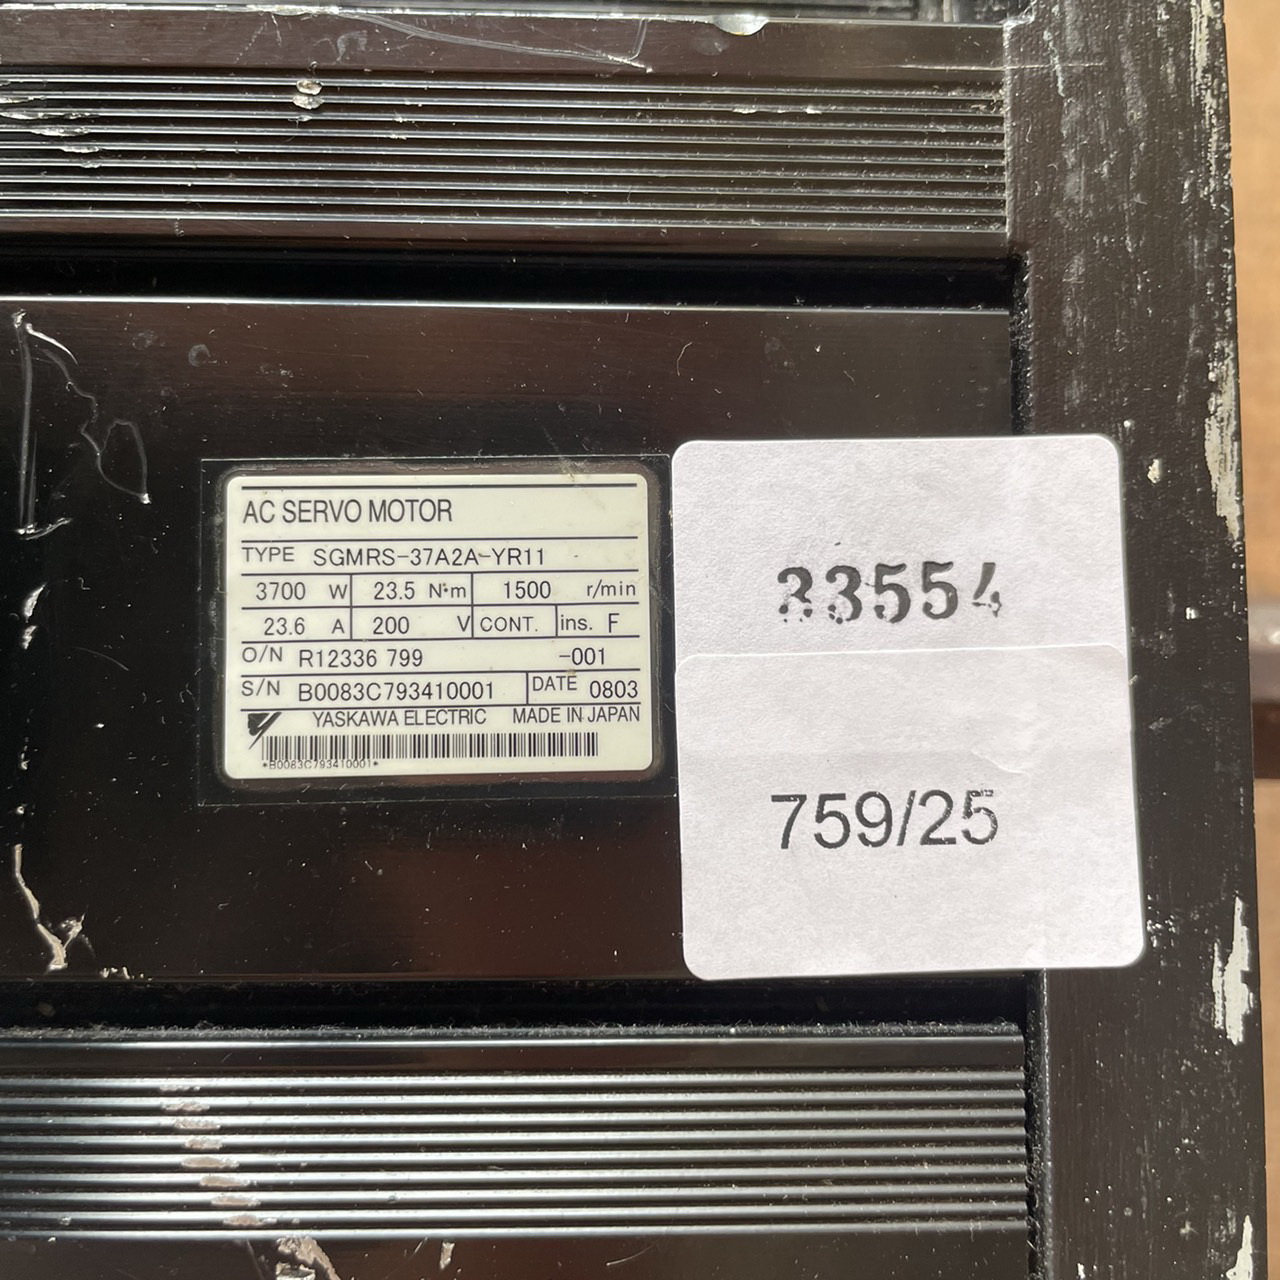 AC SERVO MOTOR
TYPE SGMRS-37A2A-YR11
3700 W 23.5 N·m 1500 r/min
23.6 A 200 V CONT. ins. F
O/N R12336 799 -001
S/N B0083C793410001 DATE 0803
YASKAWA ELECTRIC MADE IN JAPAN
*B0083C793410001*
33554
759/25